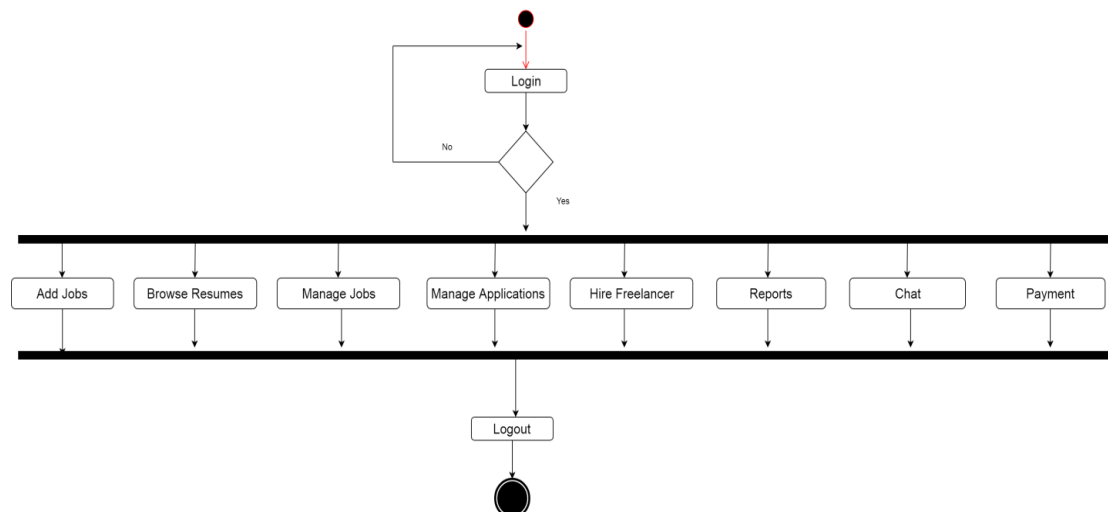 Login
No
Yes
Add Jobs
Browse Resumes
Manage Jobs
Manage Applications
Hire Freelancer
Reports
Chat
Payment
Logout